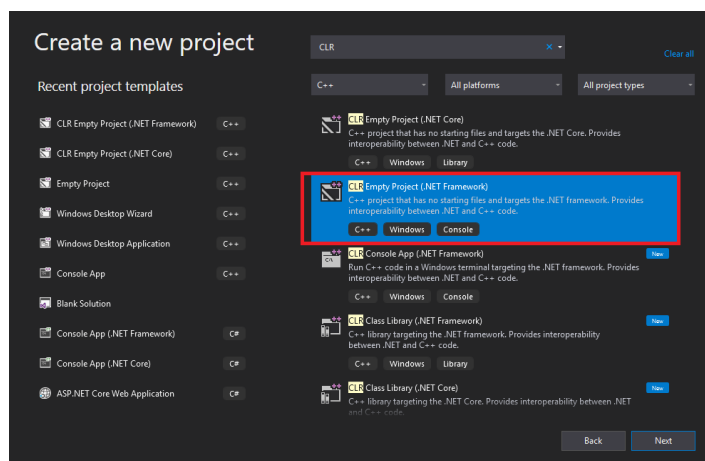 Create a new project
CLR
Clear all
Recent project templates
C++
All platforms
All project types
CLR Empty Project (.NET Framework) C++
CLR Empty Project (.NET Core) C++
Empty Project C++
Windows Desktop Wizard C++
Windows Desktop Application C++
Console App C++
Blank Solution
Console App (.NET Framework) C#
Console App (.NET Core) C#
ASP.NET Core Web Application C#
CLR Empty Project (.NET Core)
C++ project that has no starting files and targets the .NET Core. Provides
interoperability between .NET and C++ code.
C++ Windows Library
CLR Empty Project (.NET Framework)
C++ project that has no starting files and targets the .NET framework. Provides
interoperability between .NET and C++ code.
C++ Windows Console
CLR Console App (.NET Framework) New
Run C++ code in a Windows terminal targeting the .NET framework. Provides
interoperability between .NET and C++ code.
C++ Windows Console
CLR Class Library (.NET Framework) New
C++ library targeting the .NET framework. Provides interoperability
between .NET and C++ code.
C++ Windows Library
CLR Class Library (.NET Core) New
C++ library targeting the .NET Core. Provides interoperability between .NET
and C++ code.
Back Next